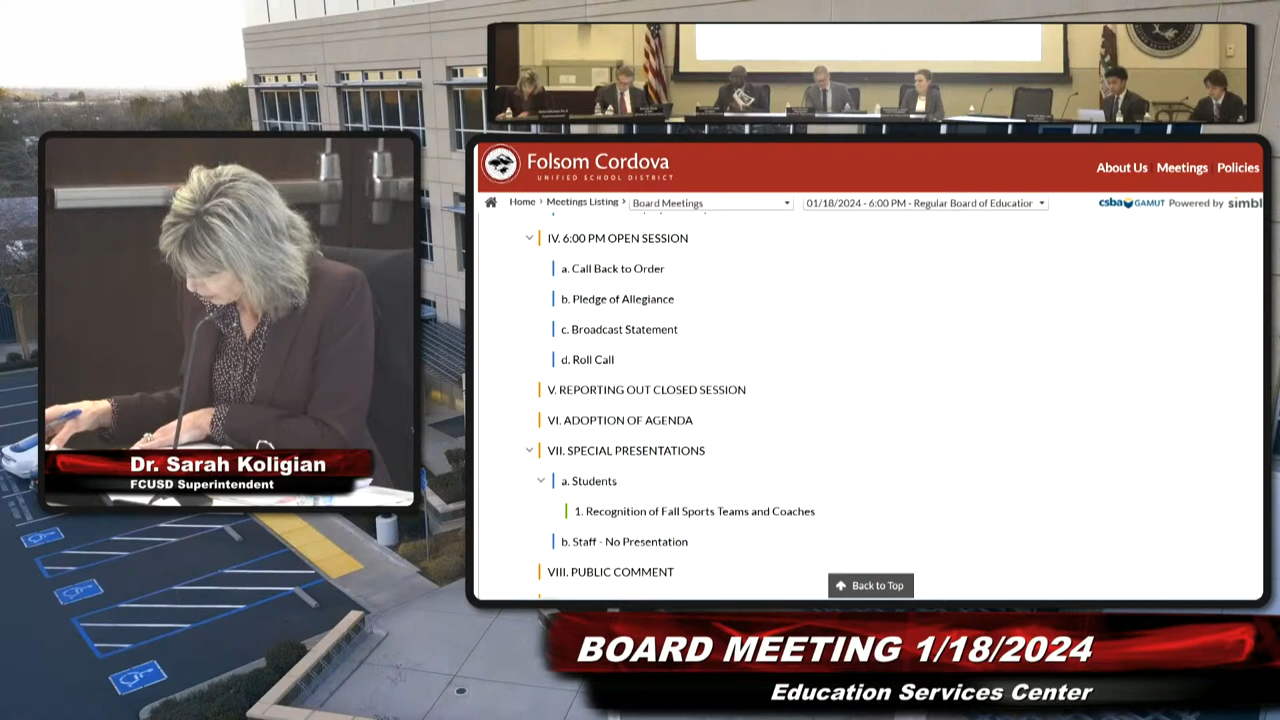 Folsom Cordova
UNIFIED SCHOOL DISTRICT
About Us Meetings Policies
Home › Meetings Listing › Board Meetings 01/18/2024 - 6:00 PM - Regular Board of Education
csba GAMUT Powered by simbl
IV. 6:00 PM OPEN SESSION
a. Call Back to Order
b. Pledge of Allegiance
c. Broadcast Statement
d. Roll Call
V. REPORTING OUT CLOSED SESSION
VI. ADOPTION OF AGENDA
VII. SPECIAL PRESENTATIONS
a. Students
1. Recognition of Fall Sports Teams and Coaches
b. Staff - No Presentation
VIII. PUBLIC COMMENT
Back to Top
Dr. Sarah Koligian
FCUSD Superintendent
BOARD MEETING 1/18/2024
Education Services Center